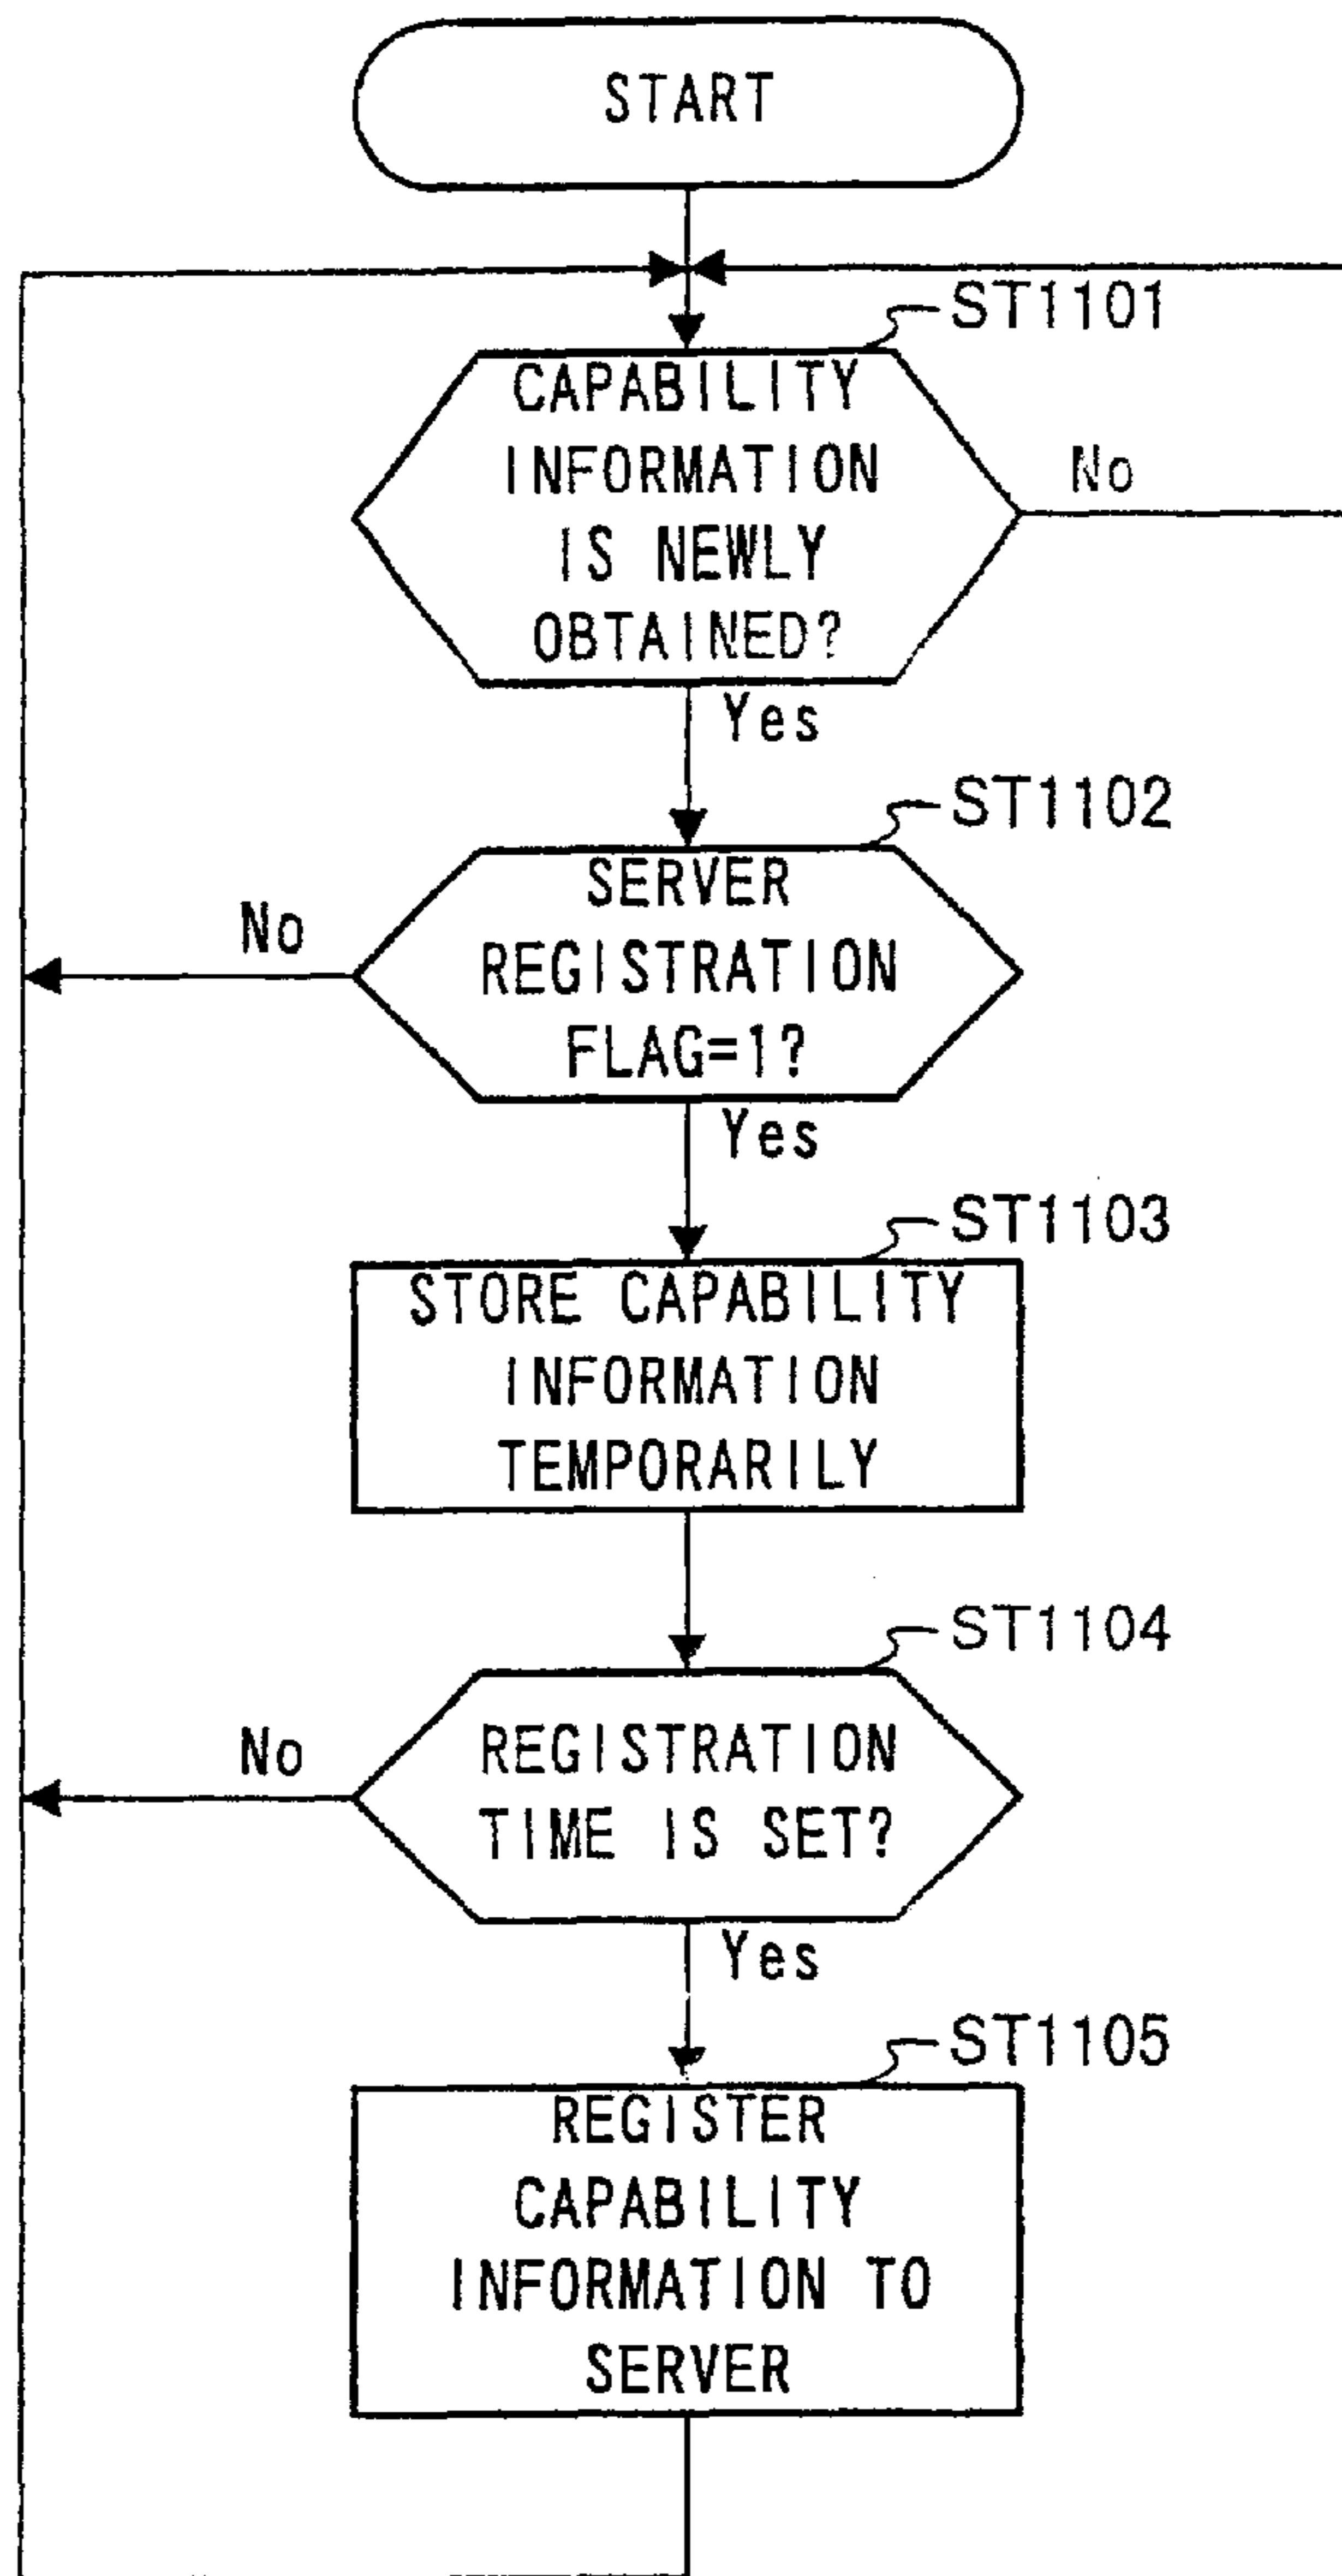 START
ST1101
CAPABILITY
INFORMATION
IS NEWLY
OBTAINED?
No
Yes
ST1102
SERVER
REGISTRATION
FLAG=1?
No
Yes
ST1103
STORE CAPABILITY
INFORMATION
TEMPORARILY
ST1104
REGISTRATION
TIME IS SET?
No
Yes
ST1105
REGISTER
CAPABILITY
INFORMATION TO
SERVER